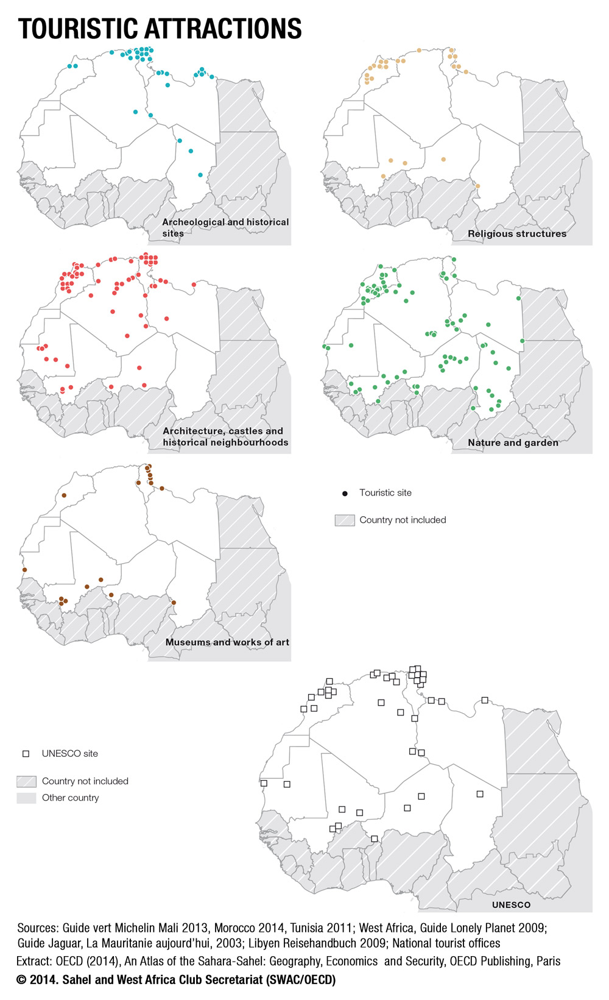 TOURISTIC ATTRACTIONS
Archeological and historical
sites
Religious structures
Architecture, castles and
historical neighbourhoods
Nature and garden
Touristic site
Country not included
Museums and works of art
UNESCO site
Country not included
Other country
UNESCO
Sources: Guide vert Michelin Mali 2013, Morocco 2014, Tunisia 2011; West Africa, Guide Lonely Planet 2009;
Guide Jaguar, La Mauritanie aujourd'hui, 2003; Libyen Reisehandbuch 2009; National tourist offices
Extract: OECD (2014), An Atlas of the Sahara-Sahel: Geography, Economics and Security, OECD Publishing, Paris
© 2014. Sahel and West Africa Club Secretariat (SWAC/OECD)